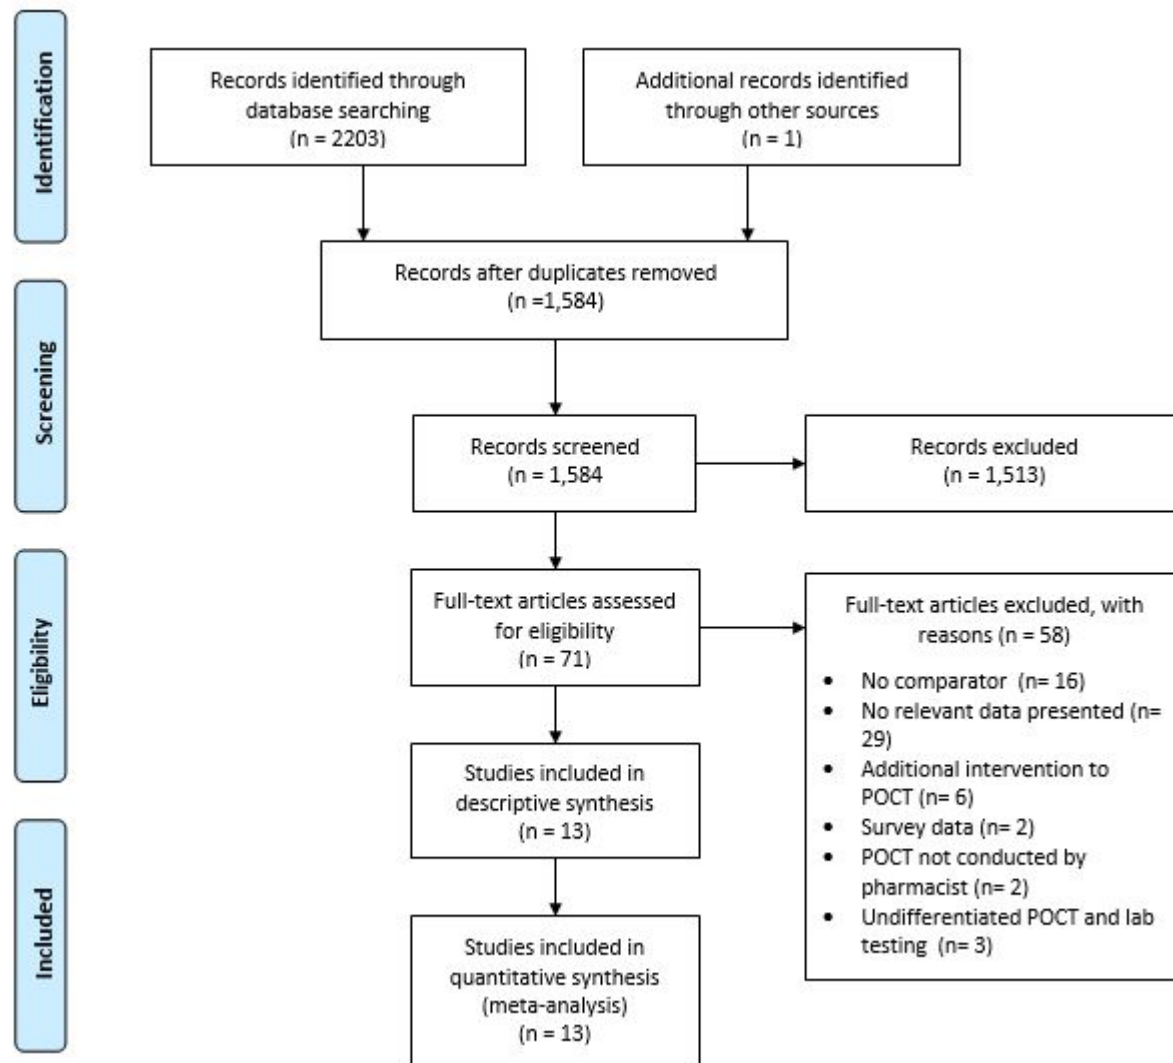 Identification
Records identified through
database searching
(n = 2203)
Additional records identified
through other sources
(n = 1)
Records after duplicates removed
(n =1,584)
Screening
Records screened
(n = 1,584
Records excluded
(n = 1,513)
Eligibility
Full-text articles assessed
for eligibility
(n = 71)
Full-text articles excluded, with
reasons (n = 58)
• No comparator (n= 16)
• No relevant data presented (n=
29)
• Additional intervention to
POCT (n= 6)
• Survey data (n= 2)
• POCT not conducted by
pharmacist (n= 2)
• Undifferentiated POCT and lab
testing (n= 3)
Studies included in
descriptive synthesis
(n = 13)
Included
Studies included in
quantitative synthesis
(meta-analysis)
(n = 13)